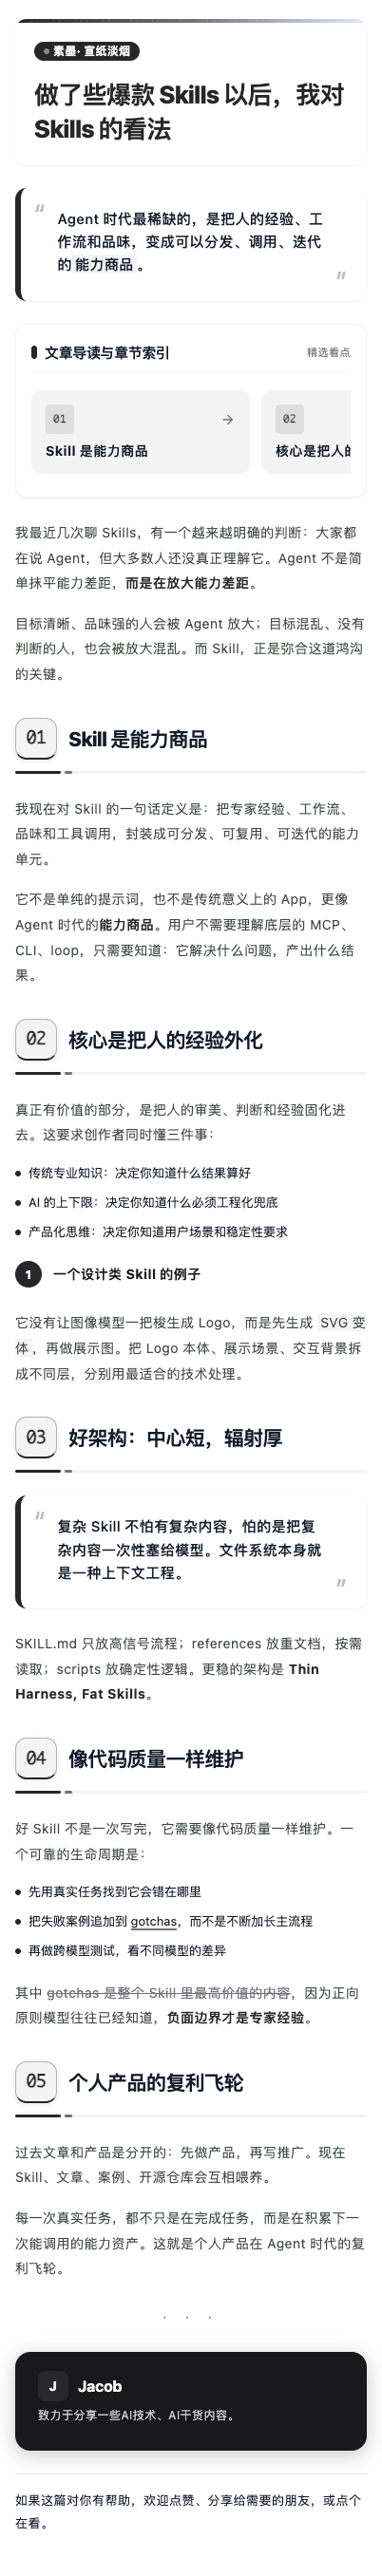 素墨· 宣纸淡烟
做了些爆款 Skills 以后，我对
Skills 的看法
“
Agent 时代最稀缺的，是把人的经验、工
作流和品味，变成可以分发、调用、迭代
的 能力商品 。
”
文章导读与章节索引 精选看点
01 → 02
Skill 是能力商品 核心是把人的
我最近几次聊 Skills，有一个越来越明确的判断：大家都
在说 Agent，但大多数人还没真正理解它。Agent 不是简
单抹平能力差距，而是在放大能力差距。
目标清晰、品味强的人会被 Agent 放大；目标混乱、没有
判断的人，也会被放大混乱。而 Skill，正是弥合这道鸿沟
的关键。
01 Skill 是能力商品
我现在对 Skill 的一句话定义是：把专家经验、工作流、
品味和工具调用，封装成可分发、可复用、可迭代的能力
单元。
它不是单纯的提示词，也不是传统意义上的 App，更像
Agent 时代的能力商品。用户不需要理解底层的 MCP、
CLI、loop，只需要知道：它解决什么问题，产出什么结
果。
02 核心是把人的经验外化
真正有价值的部分，是把人的审美、判断和经验固化进
去。这要求创作者同时懂三件事：
• 传统专业知识：决定你知道什么结果算好
• AI 的上下限：决定你知道什么必须工程化兜底
• 产品化思维：决定你知道用户场景和稳定性要求
1 一个设计类 Skill 的例子
它没有让图像模型一把梭生成 Logo，而是先生成 SVG 变
体 ，再做展示图。把 Logo 本体、展示场景、交互背景拆
成不同层，分别用最适合的技术处理。
03 好架构：中心短，辐射厚
“
复杂 Skill 不怕有复杂内容，怕的是把复
杂内容一次性塞给模型。文件系统本身就
是一种上下文工程。
”
SKILL.md 只放高信号流程；references 放重文档，按需
读取；scripts 放确定性逻辑。更稳的架构是 Thin
Harness, Fat Skills。
04 像代码质量一样维护
好 Skill 不是一次写完，它需要像代码质量一样维护。一
个可靠的生命周期是：
• 先用真实任务找到它会错在哪里
• 把失败案例追加到 gotchas，而不是不断加长主流程
• 再做跨模型测试，看不同模型的差异
其中 gotchas 是整个 Skill 里最高价值的内容，因为正向
原则模型往往已经知道，负面边界才是专家经验。
05 个人产品的复利飞轮
过去文章和产品是分开的：先做产品，再写推广。现在
Skill、文章、案例、开源仓库会互相喂养。
每一次真实任务，都不只是在完成任务，而是在积累下一
次能调用的能力资产。这就是个人产品在 Agent 时代的复
利飞轮。
· · ·
J Jacob
致力于分享一些AI技术、AI干货内容。
如果这篇对你有帮助，欢迎点赞、分享给需要的朋友，或点个
在看。